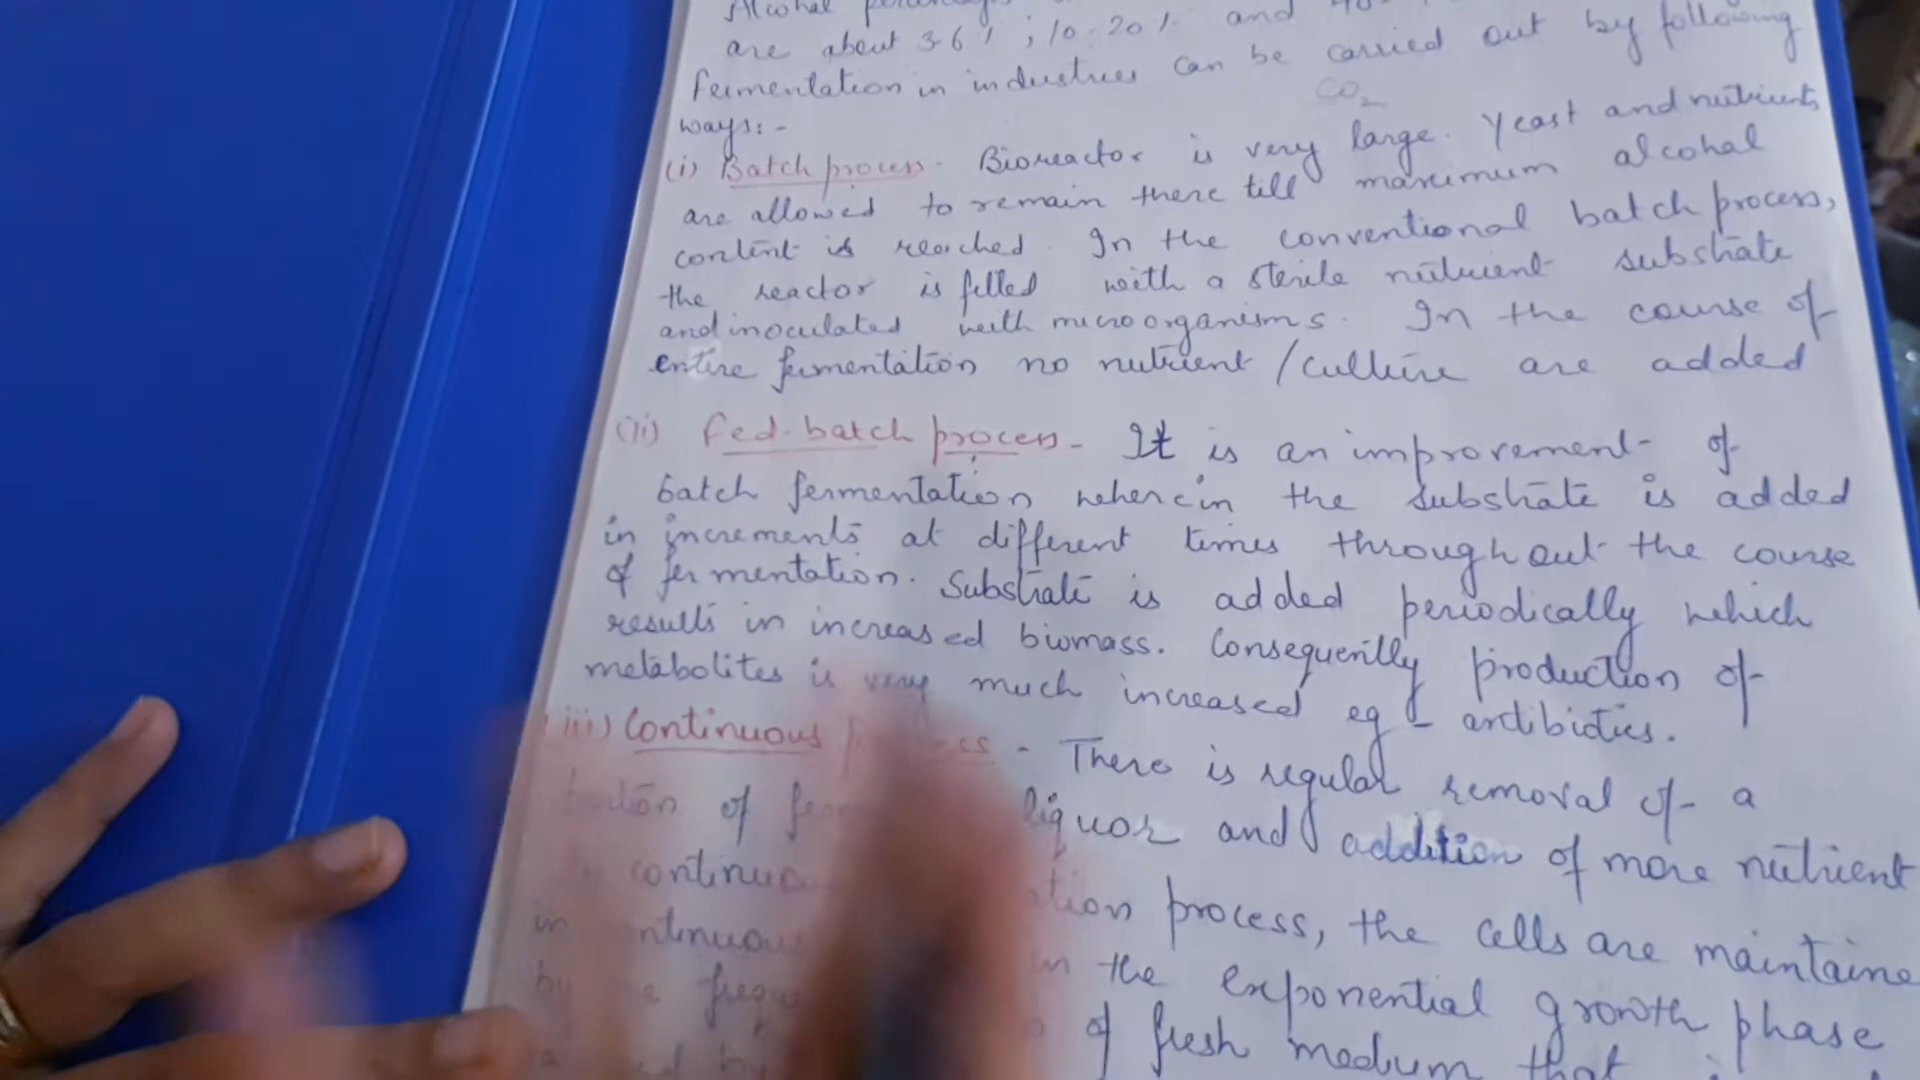 Alcohol
are about 3-6%; 10-20% and 40
Fermentation in industries can be carried out by following
CO2
ways:-
(i) Batch process- Bioreactor is very large. Yeast and nutrients
are allowed to remain there till maximum alcohal
content is reached. In the conventional batch process,
the reactor is filled with a sterile nutrient substrate
and inoculated with microorganisms. In the course of
entire fermentation no nutrient / culture are added
(ii) Fed-batch process- It is an improvement of
batch fermentation wherein the substrate is added
in increments at different times throughout the course
of fermentation. Substrate is added periodically which
results in increased biomass. Consequently production of
metabolites is very much increased eg - antibiotics.
(iii) Continuous - There is regular removal of a
of liquor and addition of more nutrient
process, the cells are
in the exponential growth phase
of fresh medium that